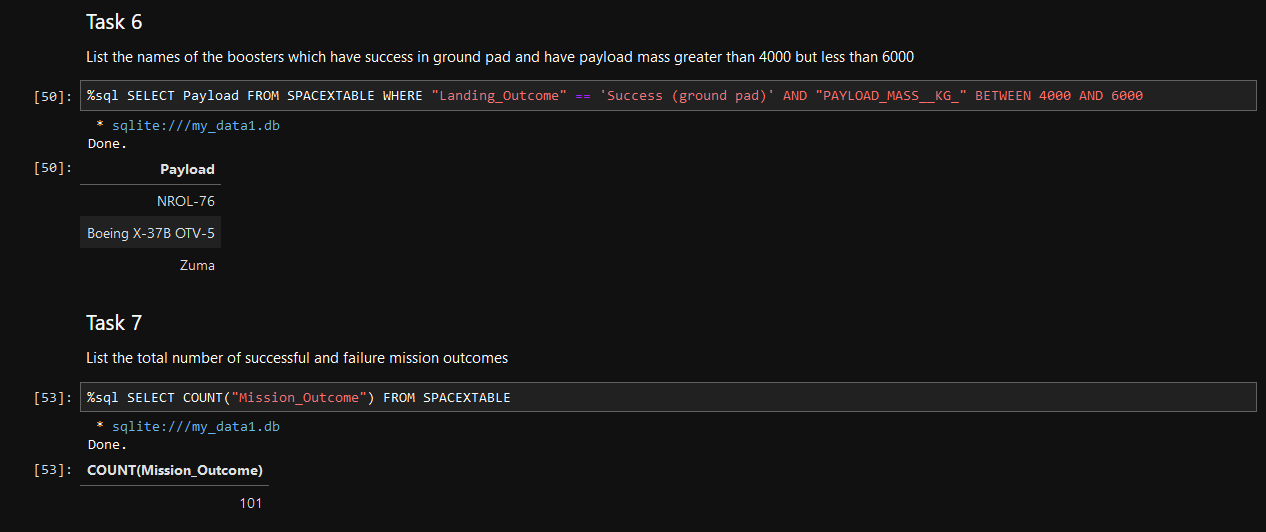 Task 6
List the names of the boosters which have success in ground pad and have payload mass greater than 4000 but less than 6000
[50]: %sql SELECT Payload FROM SPACEXTABLE WHERE "Landing_Outcome" == 'Success (ground pad)' AND "PAYLOAD_MASS__KG_" BETWEEN 4000 AND 6000
* sqlite:///my_data1.db
Done.
[50]: Payload
NROL-76
Boeing X-37B OTV-5
Zuma
Task 7
List the total number of successful and failure mission outcomes
[53]: %sql SELECT COUNT("Mission_Outcome") FROM SPACEXTABLE
* sqlite:///my_data1.db
Done.
[53]: COUNT(Mission_Outcome)
101